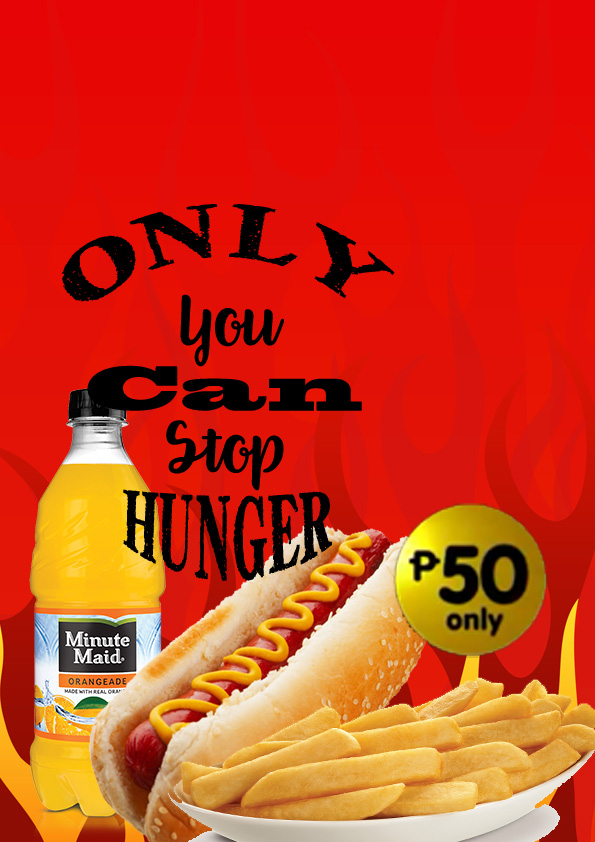 ONLY
You
Can
Stop
HUNGER
₱50
only
Minute
Maid
ORANGEADE
MADE WITH REAL ORAN